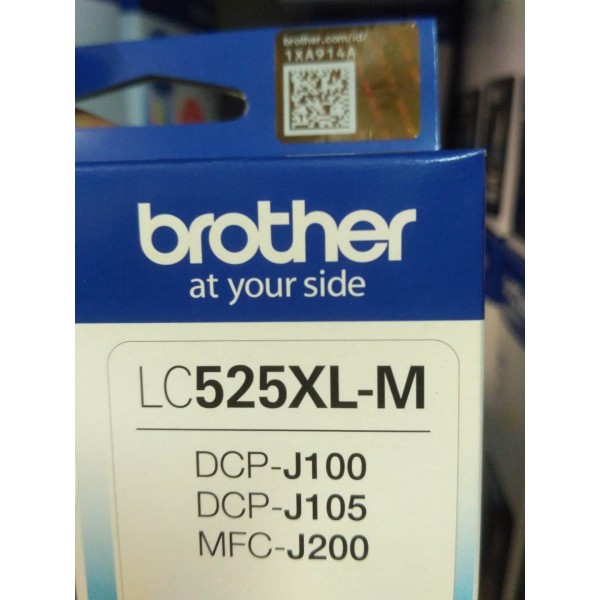 brother.com/id/
1XA914A
brother
at your side
LC525XL-M
DCP-J100
DCP-J105
MFC-J200